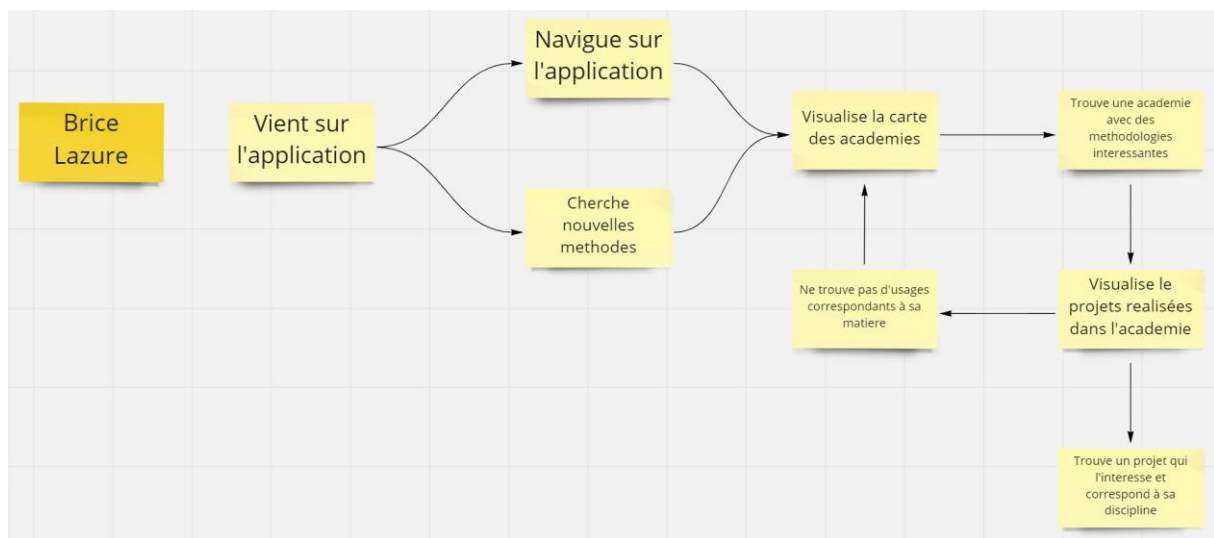 Brice
Lazure
Vient sur
l'application
Navigue sur
l'application
Cherche
nouvelles
methodes
Visualise la carte
des academies
Trouve une academie
avec des
methodologies
interessantes
Ne trouve pas d'usages
correspondants à sa
matiere
Visualise le
projets realisées
dans l'academie
Trouve un projet qui
l'interesse et
correspond à sa
discipline